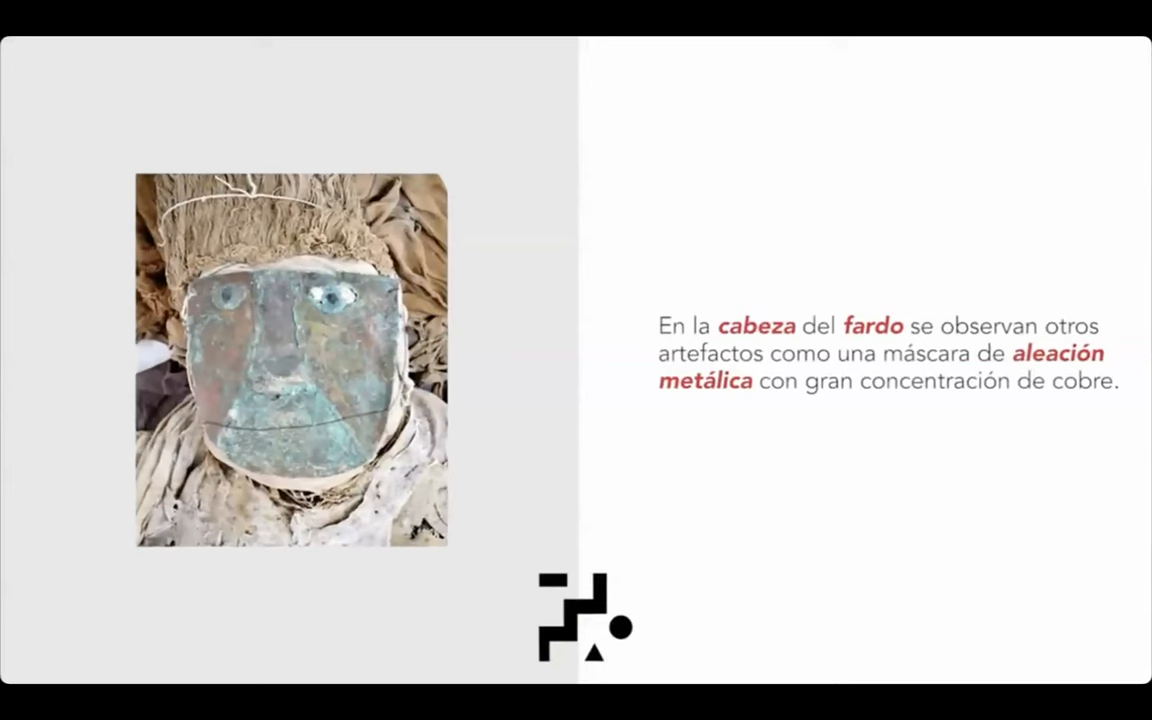 En la cabeza del fardo se observan otros
artefactos como una máscara de aleación
metálica con gran concentración de cobre.